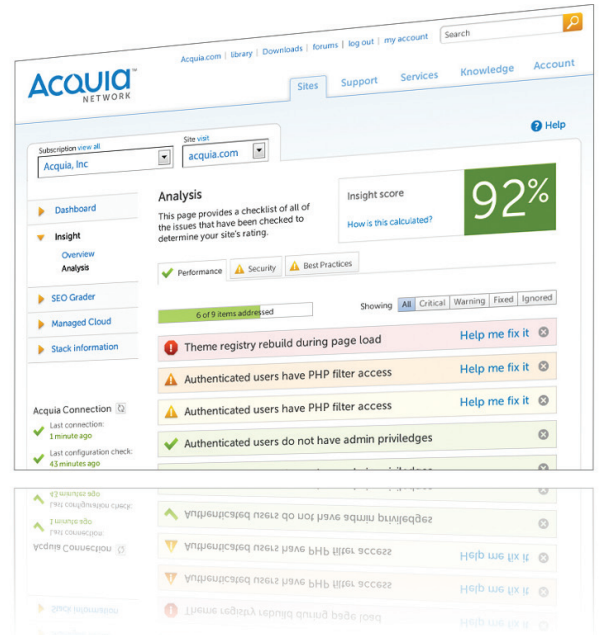 Acquia.com | library | Downloads | forums | log out | my account Search
ACQUIA™
NETWORK
Sites Support Services Knowledge Account
? Help
Subscription view all
Acquia, Inc
Site visit
acquia.com
Dashboard
Insight
Overview
Analysis
SEO Grader
Managed Cloud
Stack information
Acquia Connection
Last connection:
1 minute ago
Last configuration check:
43 minutes ago
Analysis
This page provides a checklist of all of
the issues that have been checked to
determine your site's rating.
Insight score
How is this calculated?
92%
Performance Security Best Practices
6 of 9 items addressed
Showing All Critical Warning Fixed Ignored
Theme registry rebuild during page load Help me fix it
Authenticated users have PHP filter access Help me fix it
Authenticated users have PHP filter access Help me fix it
Authenticated users do not have admin priviledges